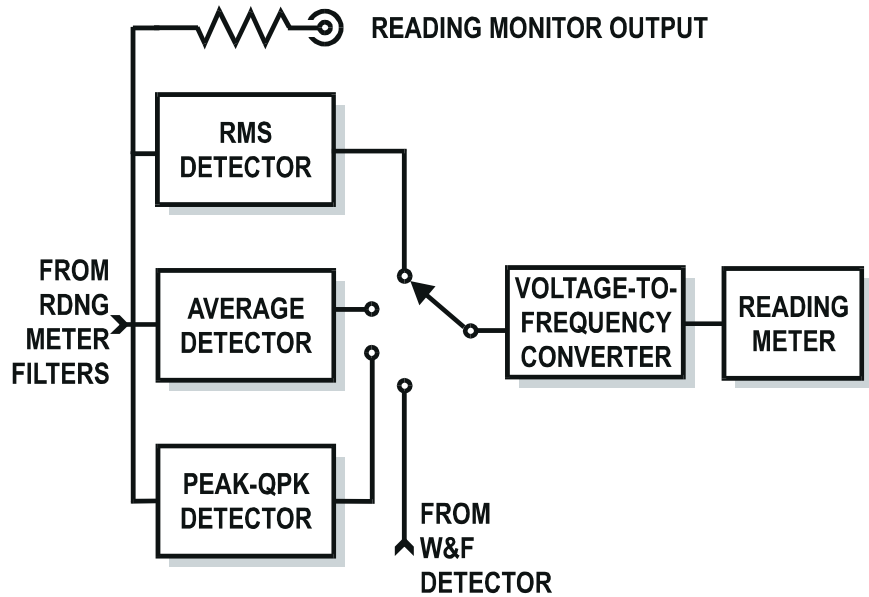 READING MONITOR OUTPUT
RMS
DETECTOR
FROM
RDNG
METER
FILTERS
AVERAGE
DETECTOR
VOLTAGE-TO-
FREQUENCY
CONVERTER
READING
METER
PEAK-QPK
DETECTOR
FROM
W&F
DETECTOR